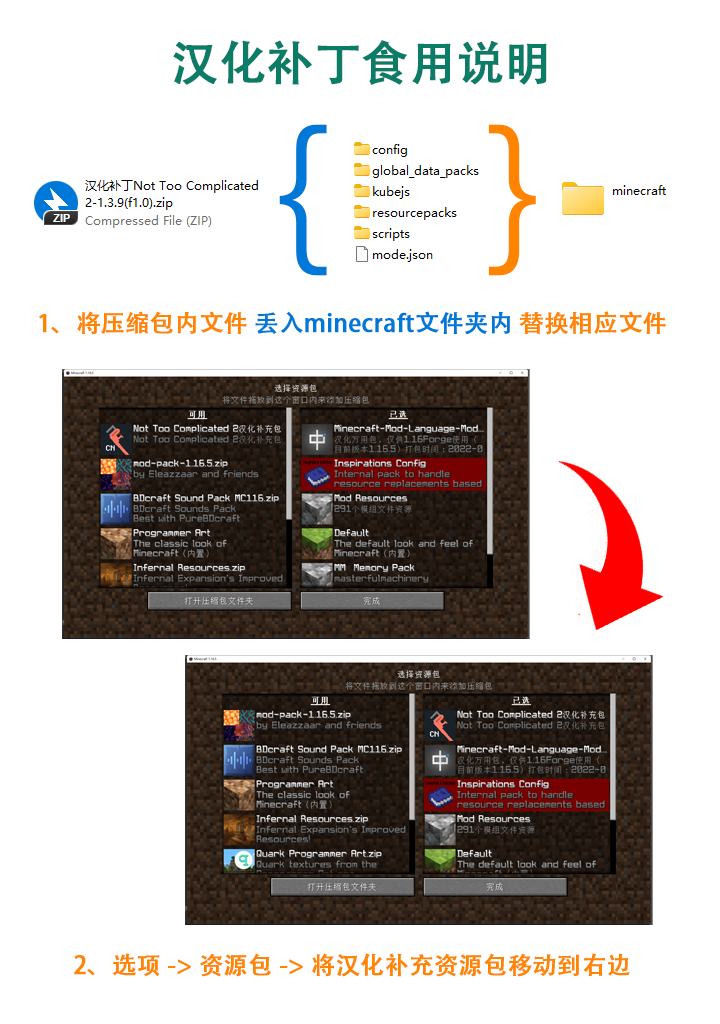 汉化补丁食用说明
汉化补丁Not Too Complicated
2-1.3.9(f1.0).zip
Compressed File (ZIP)
ZIP
config
global_data_packs
kubejs
resourcepacks
scripts
mode.json
minecraft
1、将压缩包内文件 丢入minecraft文件夹内 替换相应文件
Minecraft 1.16.5
选择资源包
将文件拖放到这个窗口内来添加压缩包
可用
CN
Not Too Complicated 2汉化补充包
Not Too Complicated 2汉化补充包
mod-pack-1.16.5.zip
by Eleazzaar and friends
BDcraft Sound Pack MC116.zip
BDcraft Sounds Pack
Best with PureBDcraft
Programmer Art
The classic look of
Minecraft（内置）
Infernal Resources.zip
Infernal Expansion's Improved
已选
中
Minecraft-Mod-Language-Mod...
汉化万用包，仅供1.16Forge使用（
目前版本1.16.5）打包时间：2022-0
Inspirations Config
Internal pack to handle
resource replacements based
Mod Resources
291个模组文件资源
Default
The default look and feel of
Minecraft（内置）
MM Memory Pack
masterfulmachinery
打开压缩包文件夹
完成
Minecraft 1.16.5
选择资源包
将文件拖放到这个窗口内来添加压缩包
可用
mod-pack-1.16.5.zip
by Eleazzaar and friends
BDcraft Sound Pack MC116.zip
BDcraft Sounds Pack
Best with PureBDcraft
Programmer Art
The classic look of
Minecraft（内置）
Infernal Resources.zip
Infernal Expansion's Improved
Resources!
Quark Programmer Art.zip
Quark textures from the
已选
CN
Not Too Complicated 2汉化补充包
Not Too Complicated 2汉化补充包
中
Minecraft-Mod-Language-Mod...
汉化万用包，仅供1.16Forge使用（
目前版本1.16.5）打包时间：2022-0
Inspirations Config
Internal pack to handle
resource replacements based
Mod Resources
291个模组文件资源
Default
The default look and feel of
打开压缩包文件夹
完成
2、选项 -> 资源包 -> 将汉化补充资源包移动到右边